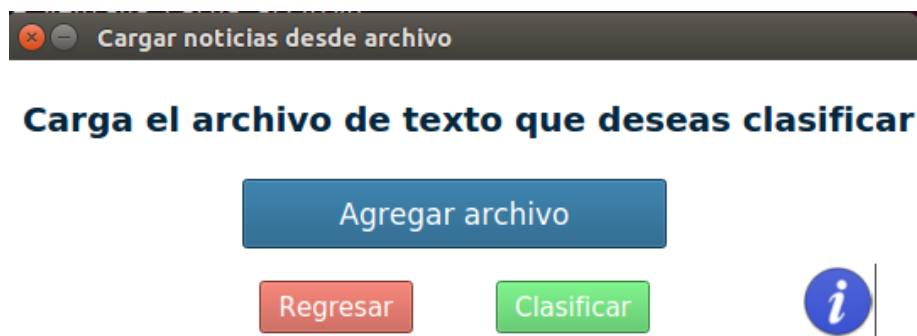 Cargar noticias desde archivo
Carga el archivo de texto que deseas clasificar
Agregar archivo
Regresar Clasificar i